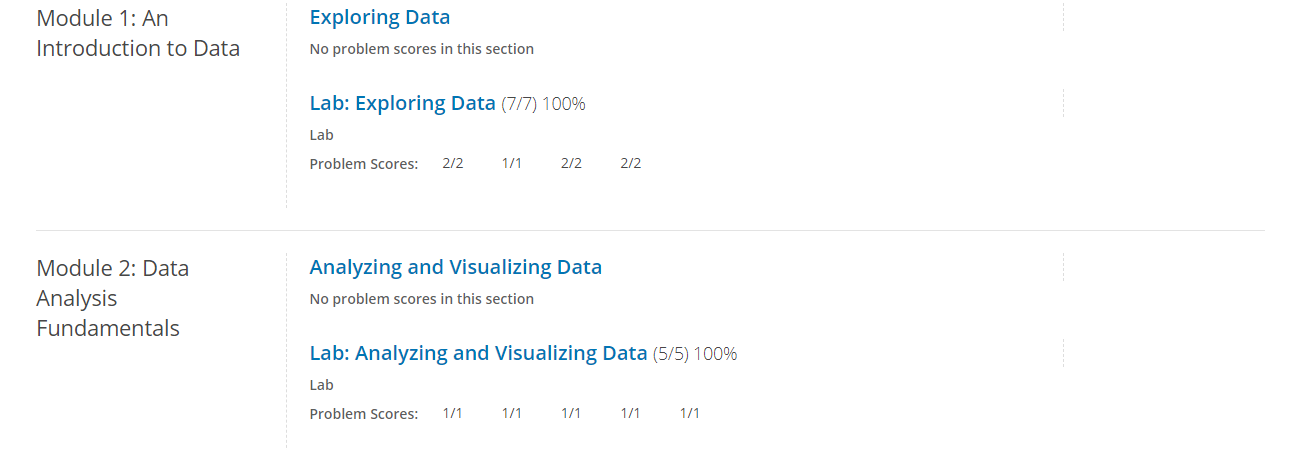 Module 1: An
Introduction to Data
Exploring Data
No problem scores in this section
Lab: Exploring Data (7/7) 100%
Lab
Problem Scores: 2/2 1/1 2/2 2/2
Module 2: Data
Analysis
Fundamentals
Analyzing and Visualizing Data
No problem scores in this section
Lab: Analyzing and Visualizing Data (5/5) 100%
Lab
Problem Scores: 1/1 1/1 1/1 1/1 1/1